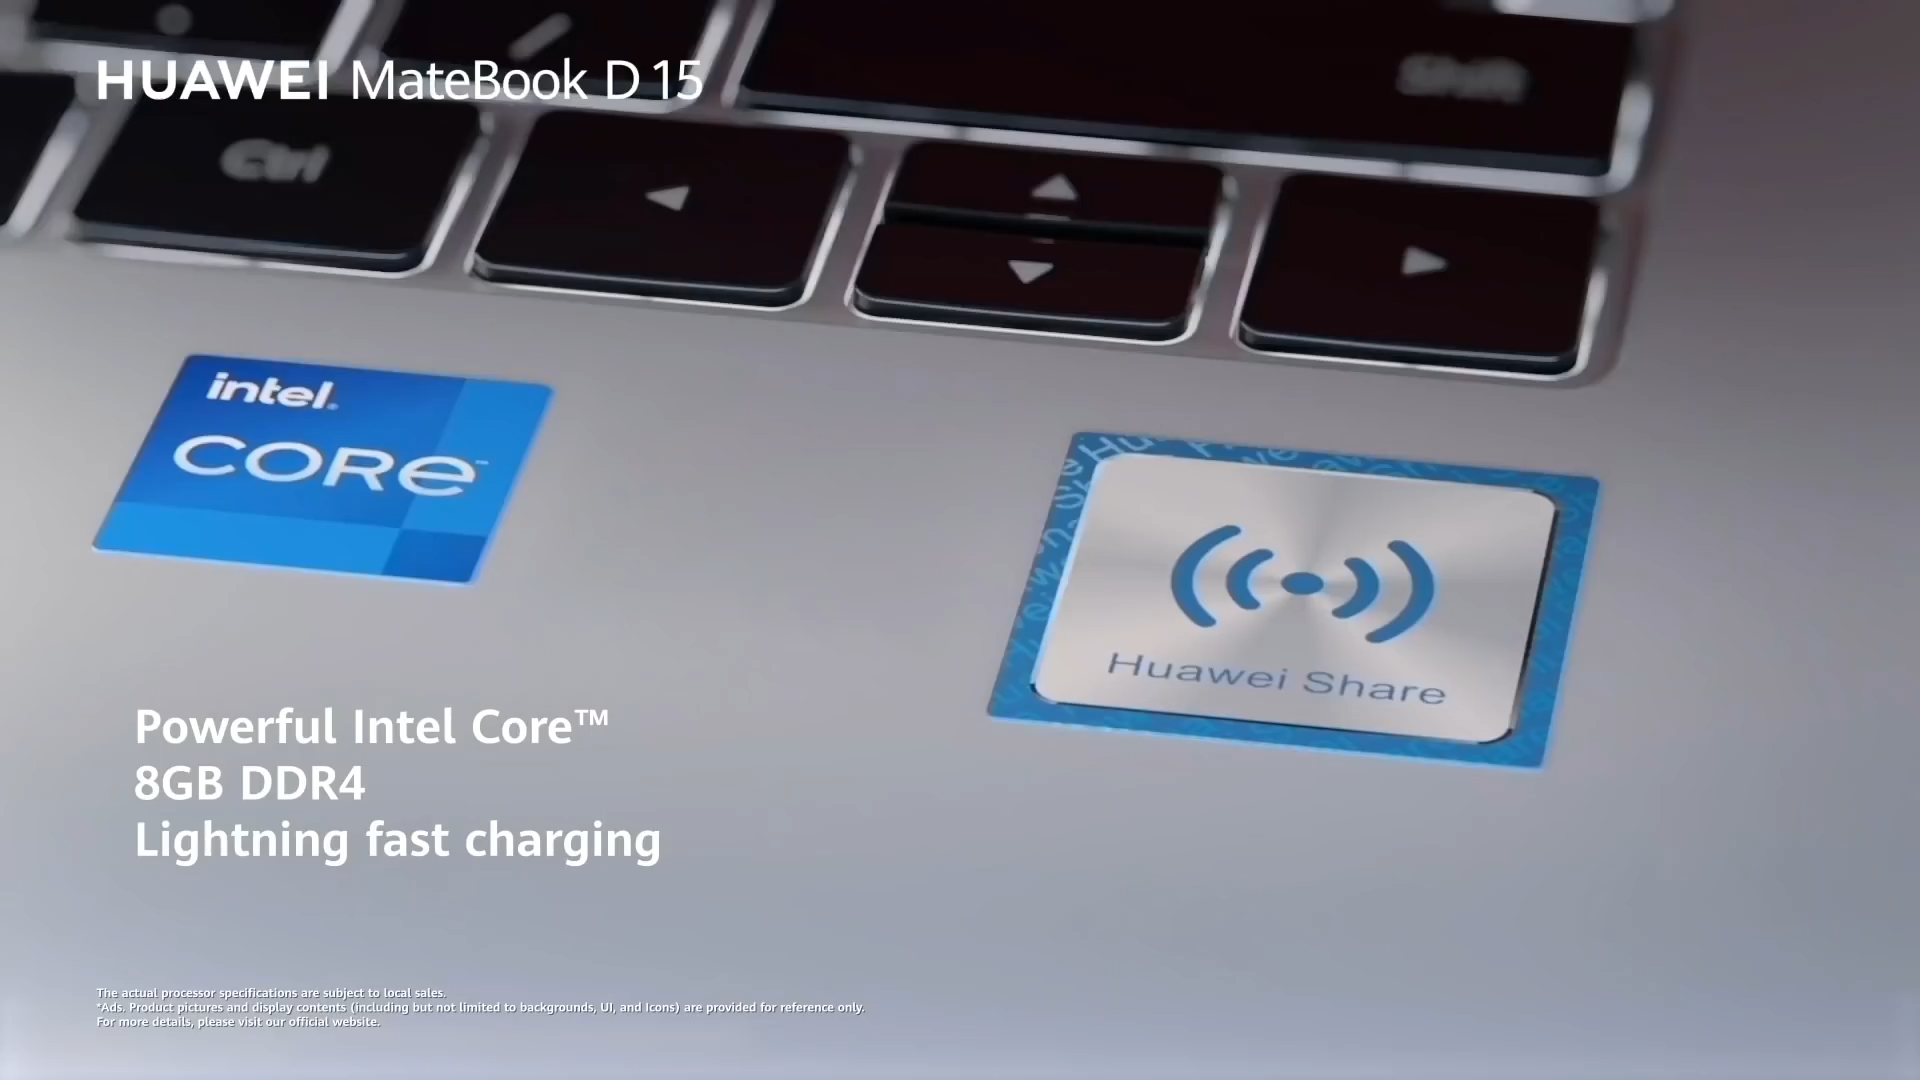 HUAWEI MateBook D 15
Shift
Ctrl
intel.
CORE™
Huawei Share
Powerful Intel Core™
8GB DDR4
Lightning fast charging
The actual processor specifications are subject to local sales.
*Ads. Product pictures and display contents (including but not limited to backgrounds, UI, and Icons) are provided for reference only.
For more details, please visit our official website.